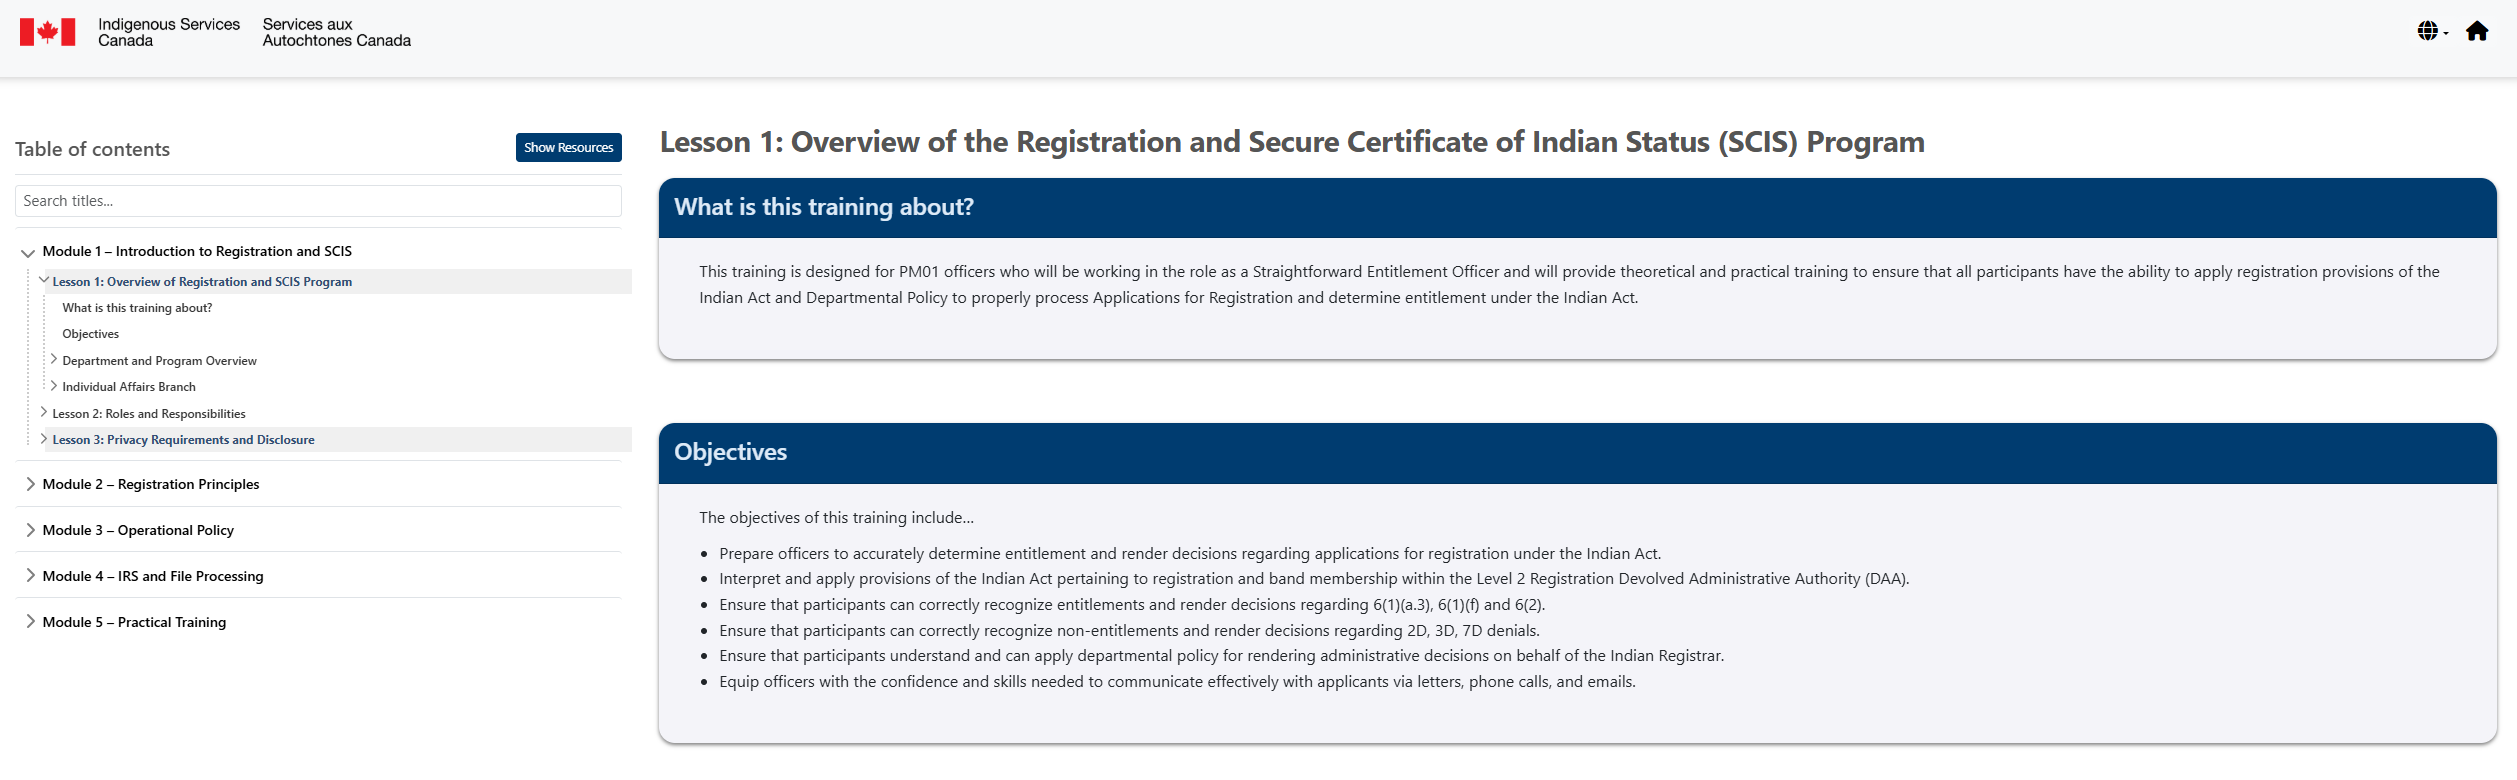 Indigenous Services
Canada
Services aux
Autochtones Canada
Table of contents
Show Resources
Search titles...
Module 1 – Introduction to Registration and SCIS
Lesson 1: Overview of Registration and SCIS Program
What is this training about?
Objectives
Department and Program Overview
Individual Affairs Branch
Lesson 2: Roles and Responsibilities
Lesson 3: Privacy Requirements and Disclosure
Module 2 – Registration Principles
Module 3 – Operational Policy
Module 4 – IRS and File Processing
Module 5 – Practical Training
Lesson 1: Overview of the Registration and Secure Certificate of Indian Status (SCIS) Program
What is this training about?
This training is designed for PM01 officers who will be working in the role as a Straightforward Entitlement Officer and will provide theoretical and practical training to ensure that all participants have the ability to apply registration provisions of the
Indian Act and Departmental Policy to properly process Applications for Registration and determine entitlement under the Indian Act.
Objectives
The objectives of this training include...
• Prepare officers to accurately determine entitlement and render decisions regarding applications for registration under the Indian Act.
• Interpret and apply provisions of the Indian Act pertaining to registration and band membership within the Level 2 Registration Devolved Administrative Authority (DAA).
• Ensure that participants can correctly recognize entitlements and render decisions regarding 6(1)(a.3), 6(1)(f) and 6(2).
• Ensure that participants can correctly recognize non-entitlements and render decisions regarding 2D, 3D, 7D denials.
• Ensure that participants understand and can apply departmental policy for rendering administrative decisions on behalf of the Indian Registrar.
• Equip officers with the confidence and skills needed to communicate effectively with applicants via letters, phone calls, and emails.